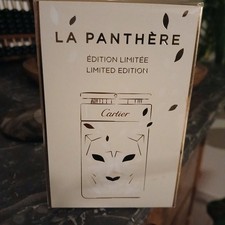 LA PANTHÈRE
ÉDITION LIMITÉE
LIMITED EDITION
Cartier